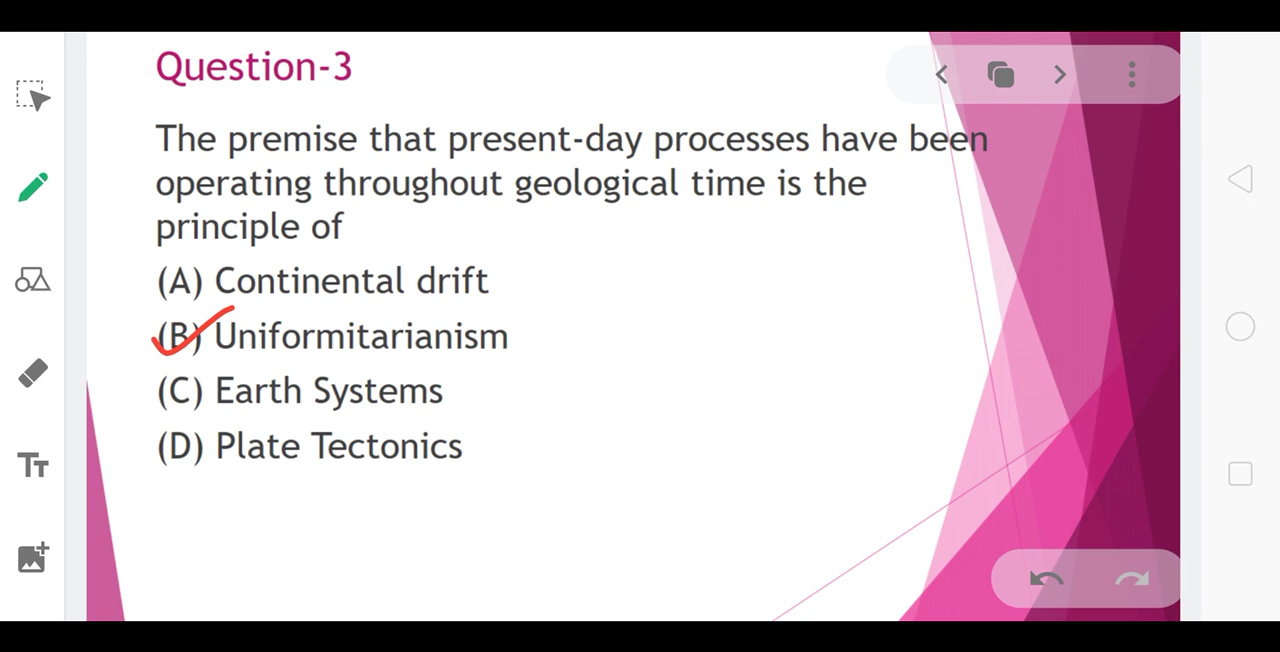 Question-3
The premise that present-day processes have been
operating throughout geological time is the
principle of
(A) Continental drift
(B) Uniformitarianism
(C) Earth Systems
(D) Plate Tectonics
TT